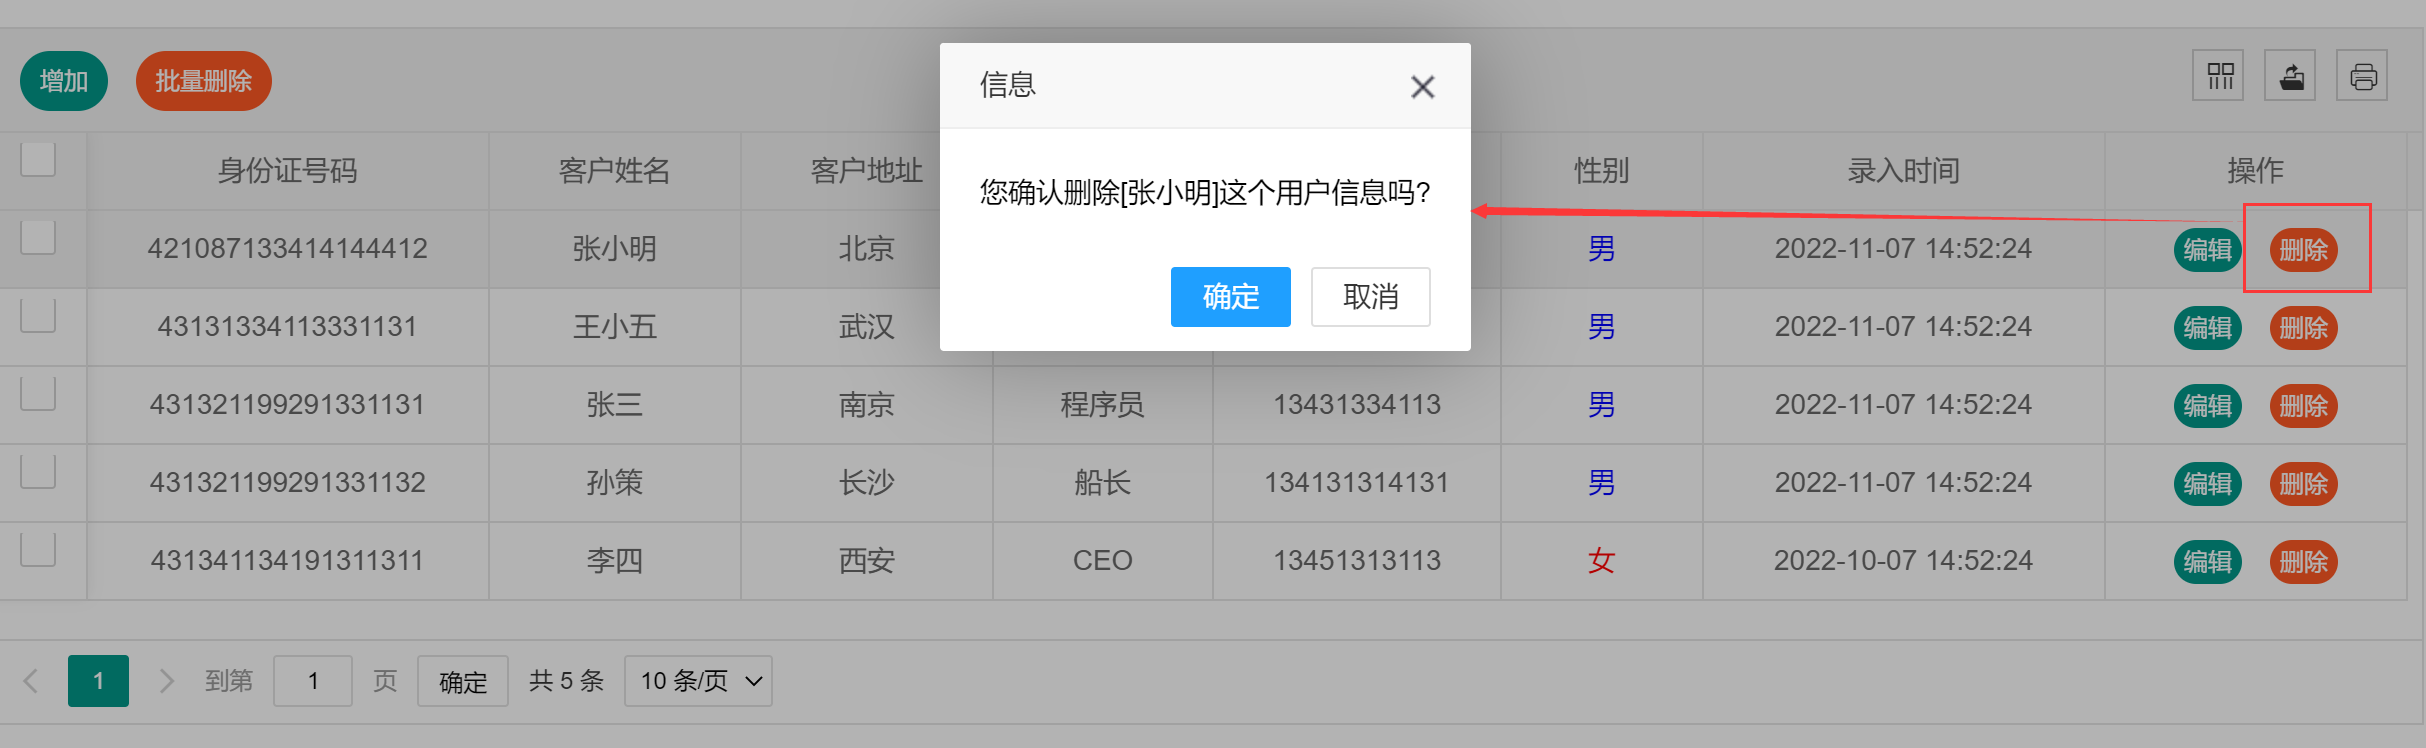 增加 批量删除
信息
您确认删除[张小明]这个用户信息吗?
确定 取消
身份证号码 客户姓名 客户地址 性别 录入时间 操作
421087133414144412 张小明 北京 男 2022-11-07 14:52:24 编辑 删除
43131334113331131 王小五 武汉 男 2022-11-07 14:52:24 编辑 删除
431321199291331131 张三 南京 程序员 13431334113 男 2022-11-07 14:52:24 编辑 删除
431321199291331132 孙策 长沙 船长 134131314131 男 2022-11-07 14:52:24 编辑 删除
431341134191311311 李四 西安 CEO 13451313113 女 2022-10-07 14:52:24 编辑 删除
1 到第 1 页 确定 共 5 条 10 条/页